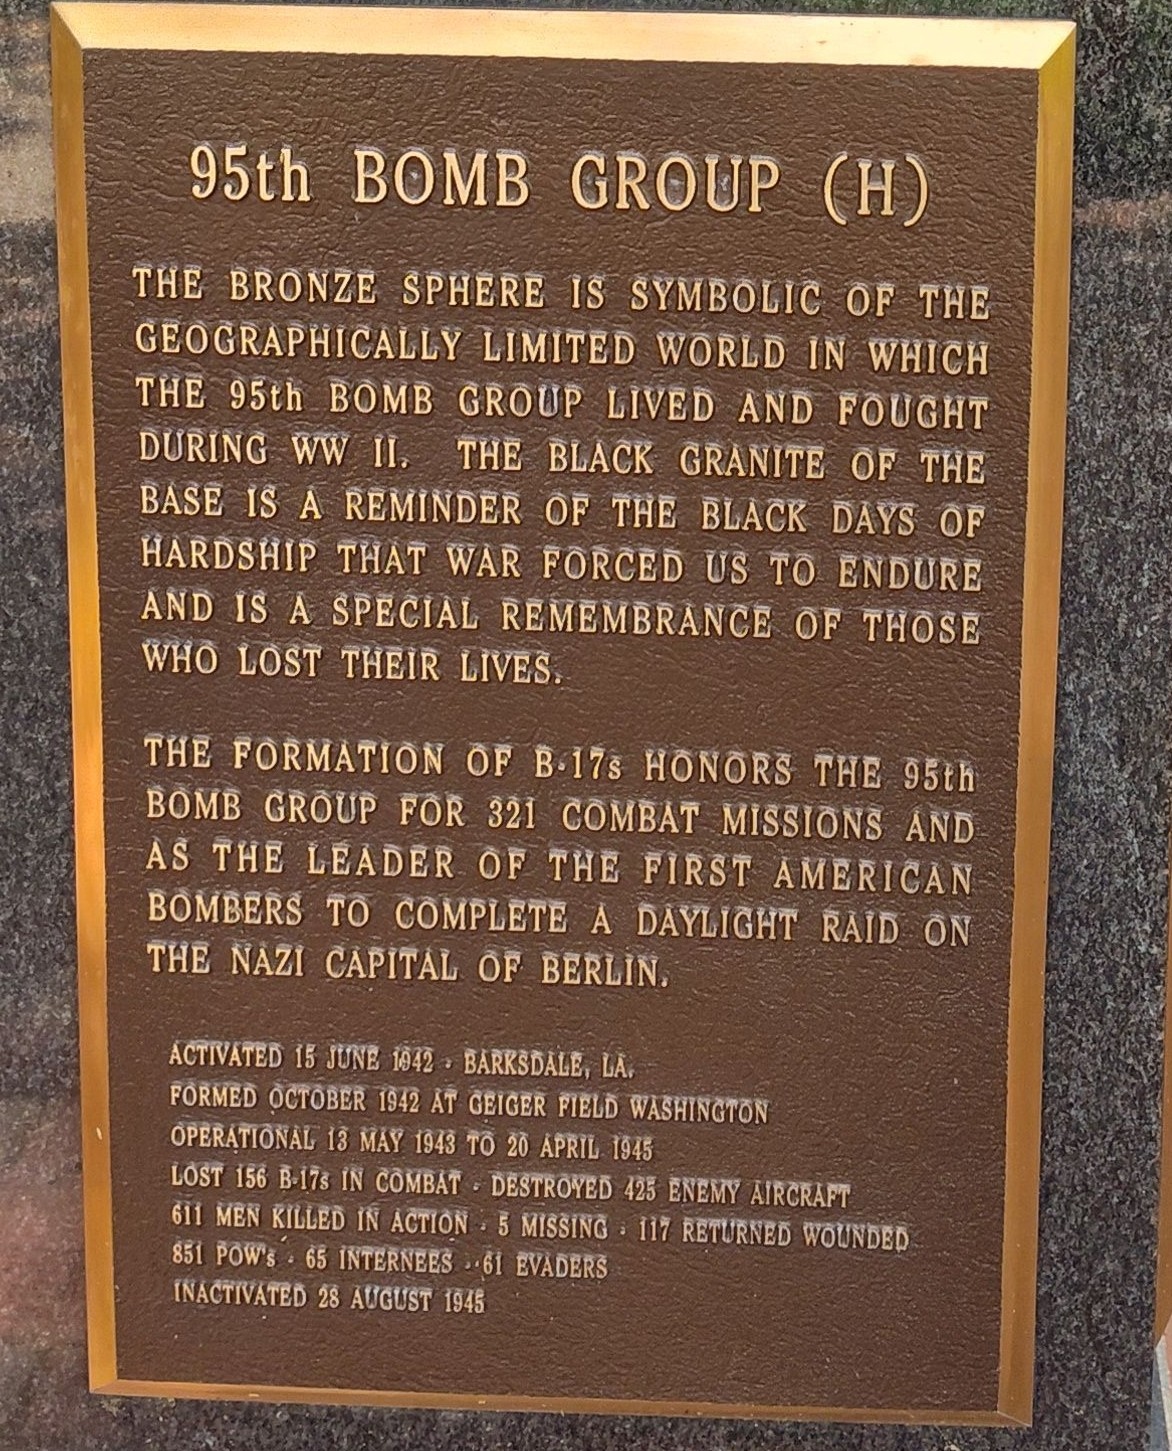 95th BOMB GROUP (H)
THE BRONZE SPHERE IS SYMBOLIC OF THE
GEOGRAPHICALLY LIMITED WORLD IN WHICH
THE 95th BOMB GROUP LIVED AND FOUGHT
DURING WW II. THE BLACK GRANITE OF THE
BASE IS A REMINDER OF THE BLACK DAYS OF
HARDSHIP THAT WAR FORCED US TO ENDURE
AND IS A SPECIAL REMEMBRANCE OF THOSE
WHO LOST THEIR LIVES.
THE FORMATION OF B-17s HONORS THE 95th
BOMB GROUP FOR 321 COMBAT MISSIONS AND
AS THE LEADER OF THE FIRST AMERICAN
BOMBERS TO COMPLETE A DAYLIGHT RAID ON
THE NAZI CAPITAL OF BERLIN.
ACTIVATED 15 JUNE 1942 - BARKSDALE, LA.
FORMED OCTOBER 1942 AT GEIGER FIELD WASHINGTON
OPERATIONAL 13 MAY 1943 TO 20 APRIL 1945
LOST 156 B-17s IN COMBAT - DESTROYED 425 ENEMY AIRCRAFT
611 MEN KILLED IN ACTION - 5 MISSING - 117 RETURNED WOUNDED
851 POW's - 65 INTERNEES - 61 EVADERS
INACTIVATED 28 AUGUST 1945